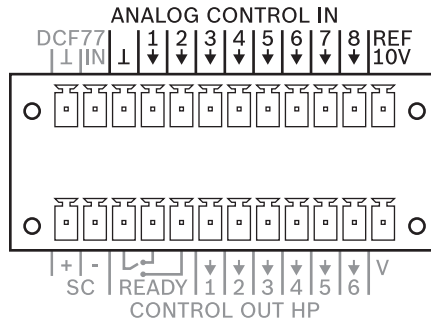 ANALOG CONTROL IN
DCF77 1 2 3 4 5 6 7 8 REF
⊥ IN ⊥ 10V
+ - 1 2 3 4 5 6 V
SC READY
CONTROL OUT HP